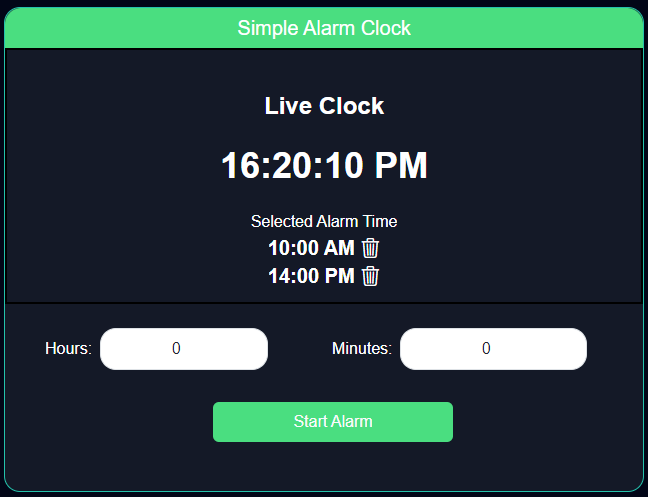 Simple Alarm Clock
Live Clock
16:20:10 PM
Selected Alarm Time
10:00 AM
14:00 PM
Hours: 0 Minutes: 0
Start Alarm